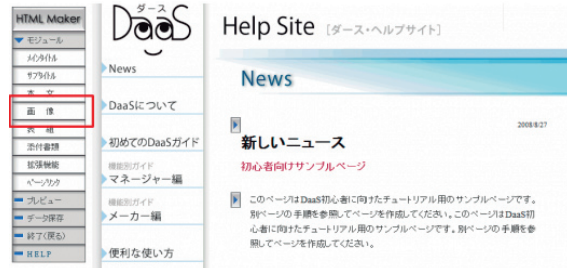 HTML Maker
モジュール
メインタイトル
サブタイトル
本 文
画 像
表 組
添付書類
拡張機能
ページリンク
プレビュー
データ保存
終了(戻る)
HELP
ダース
DaaS
News
DaaSについて
初めてのDaaSガイド
機能別ガイド
マネージャー編
機能別ガイド
メーカー編
便利な使い方
Help Site [ダース・ヘルプサイト]
News
2008/8/27
新しいニュース
初心者向けサンプルページ
このページはDaaS初心者に向けたチュートリアル用のサンプルページです。
別ページの手順を参照してページを作成してください。このページはDaaS初
心者に向けたチュートリアル用のサンプルページです。別ページの手順を参
照してページを作成してください。